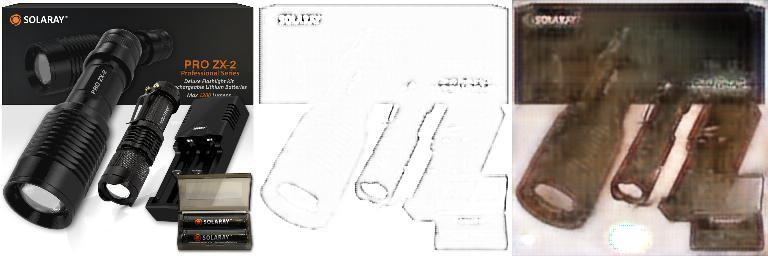 SOLARAY
PRO ZX-2
Professional Series
Deluxe Flashlight Kit
Rechargeable Lithium Batteries
Max 1200 Lumens
PRO ZX-2
SOLARAY
SOLARAY
SOLARAY